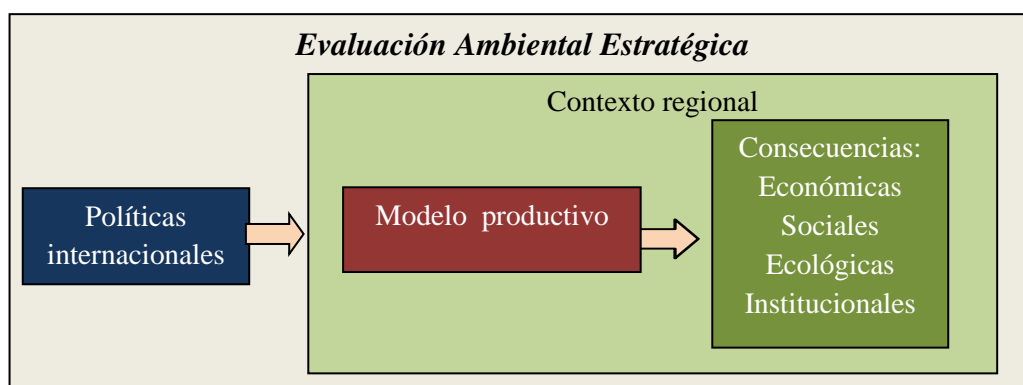 Evaluación Ambiental Estratégica
Contexto regional
Políticas
internacionales
Modelo productivo
Consecuencias:
Económicas
Sociales
Ecológicas
Institucionales